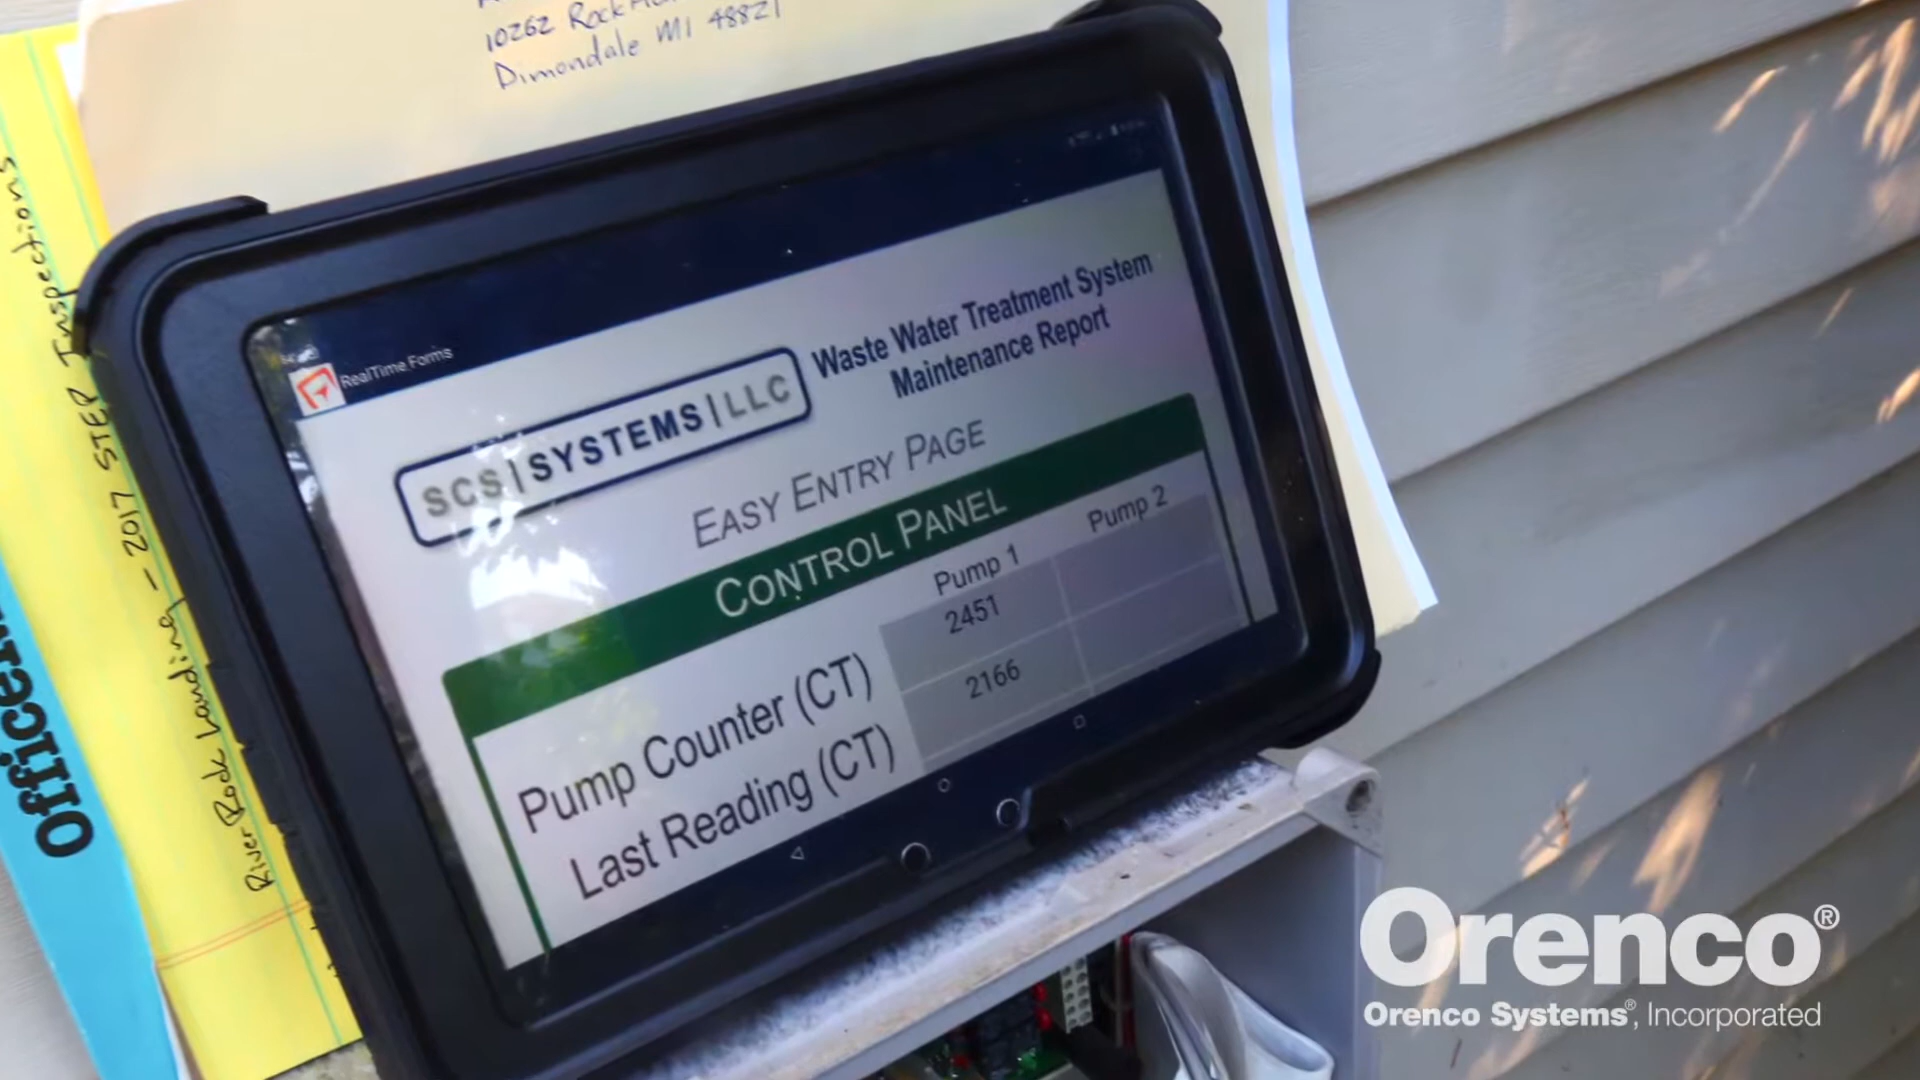 10262 Rock
Dimondale MI 48821
River Rock Landing - 2017 STEP Inspections
Office
RealTime Forms
SCS|SYSTEMS|LLC
Waste Water Treatment System
Maintenance Report
EASY ENTRY PAGE
CONTROL PANEL
Pump 1 Pump 2
Pump Counter (CT) 2451
Last Reading (CT) 2166
Orenco®
Orenco Systems®, Incorporated